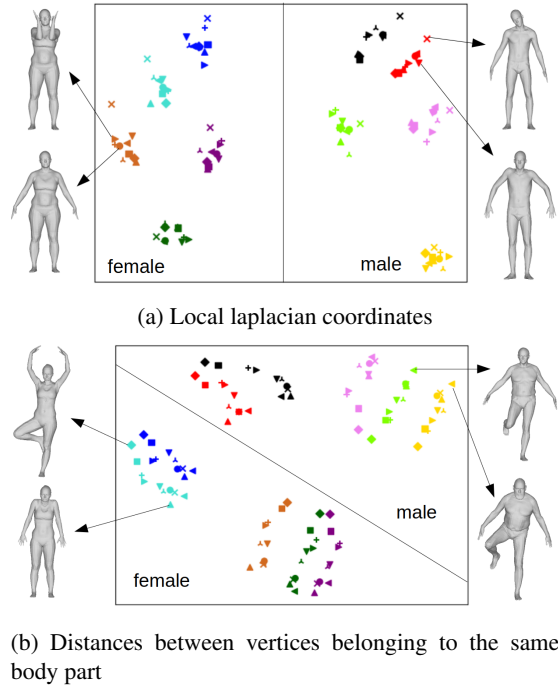 female
male
(a) Local laplacian coordinates
male
female
(b) Distances between vertices belonging to the same
body part